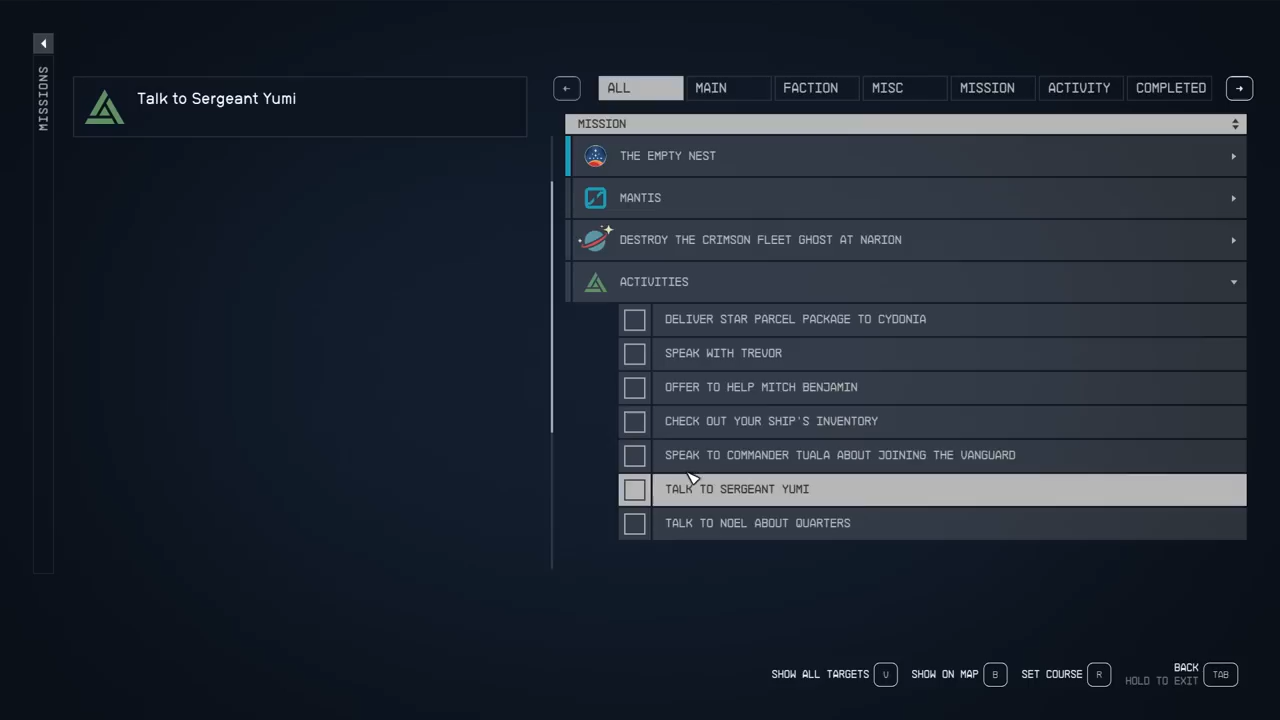 MISSIONS
Talk to Sergeant Yumi
ALL MAIN FACTION MISC MISSION ACTIVITY COMPLETED
MISSION
THE EMPTY NEST
MANTIS
DESTROY THE CRIMSON FLEET GHOST AT NARION
ACTIVITIES
DELIVER STAR PARCEL PACKAGE TO CYDONIA
SPEAK WITH TREVOR
OFFER TO HELP MITCH BENJAMIN
CHECK OUT YOUR SHIP'S INVENTORY
SPEAK TO COMMANDER TUALA ABOUT JOINING THE VANGUARD
TALK TO SERGEANT YUMI
TALK TO NOEL ABOUT QUARTERS
SHOW ALL TARGETS V SHOW ON MAP B SET COURSE R BACK TAB
HOLD TO EXIT